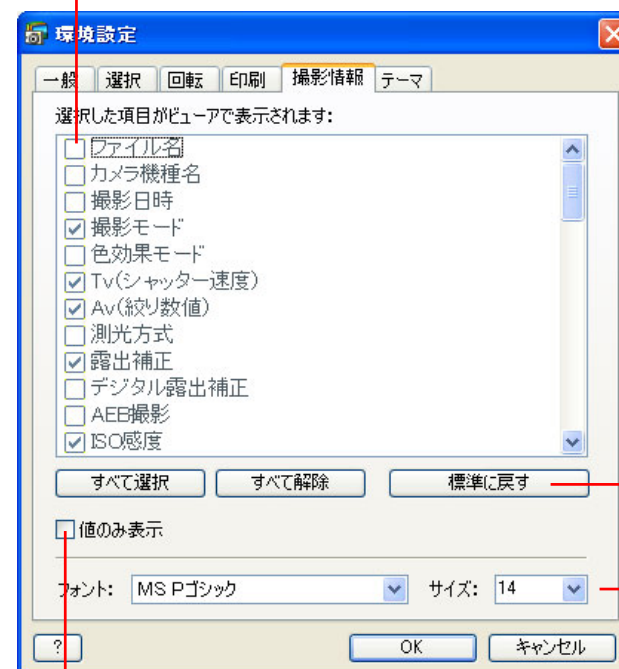 環境設定
一般 選択 回転 印刷 撮影情報 テーマ
選択した項目がビューアで表示されます:
ファイル名
カメラ機種名
撮影日時
撮影モード
色効果モード
Tv(シャッター速度)
Av(絞り数値)
測光方式
露出補正
デジタル露出補正
AEB撮影
ISO感度
すべて選択 すべて解除 標準に戻す
値のみ表示
フォント: MS Pゴシック サイズ: 14
? OK キャンセル